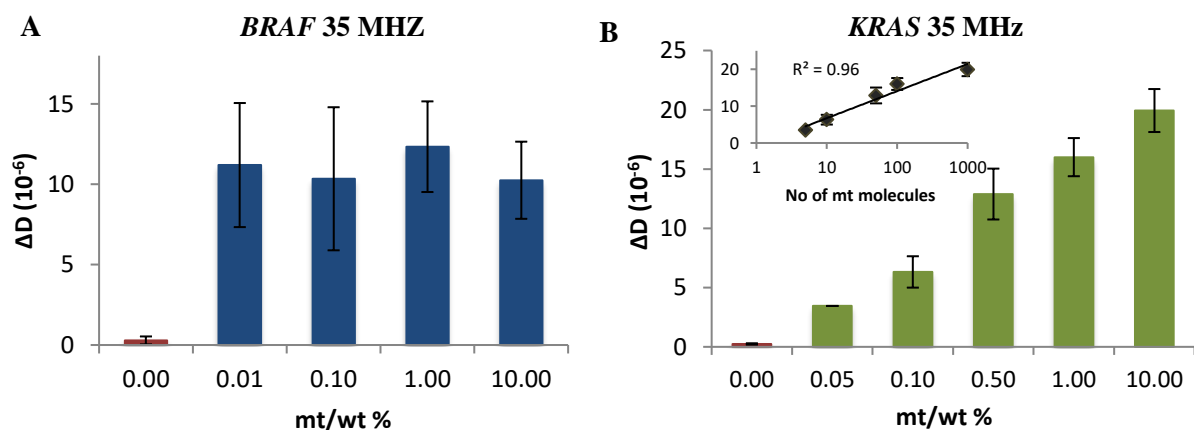 A
BRAF 35 MHZ
ΔD (10-6)
15
10
5
0
0.00 0.01 0.10 1.00 10.00
mt/wt %
B
KRAS 35 MHz
ΔD (10-6)
25
20
15
10
5
0
R² = 0.96
20
10
0
1 10 100 1000
No of mt molecules
0.00 0.05 0.10 0.50 1.00 10.00
mt/wt %